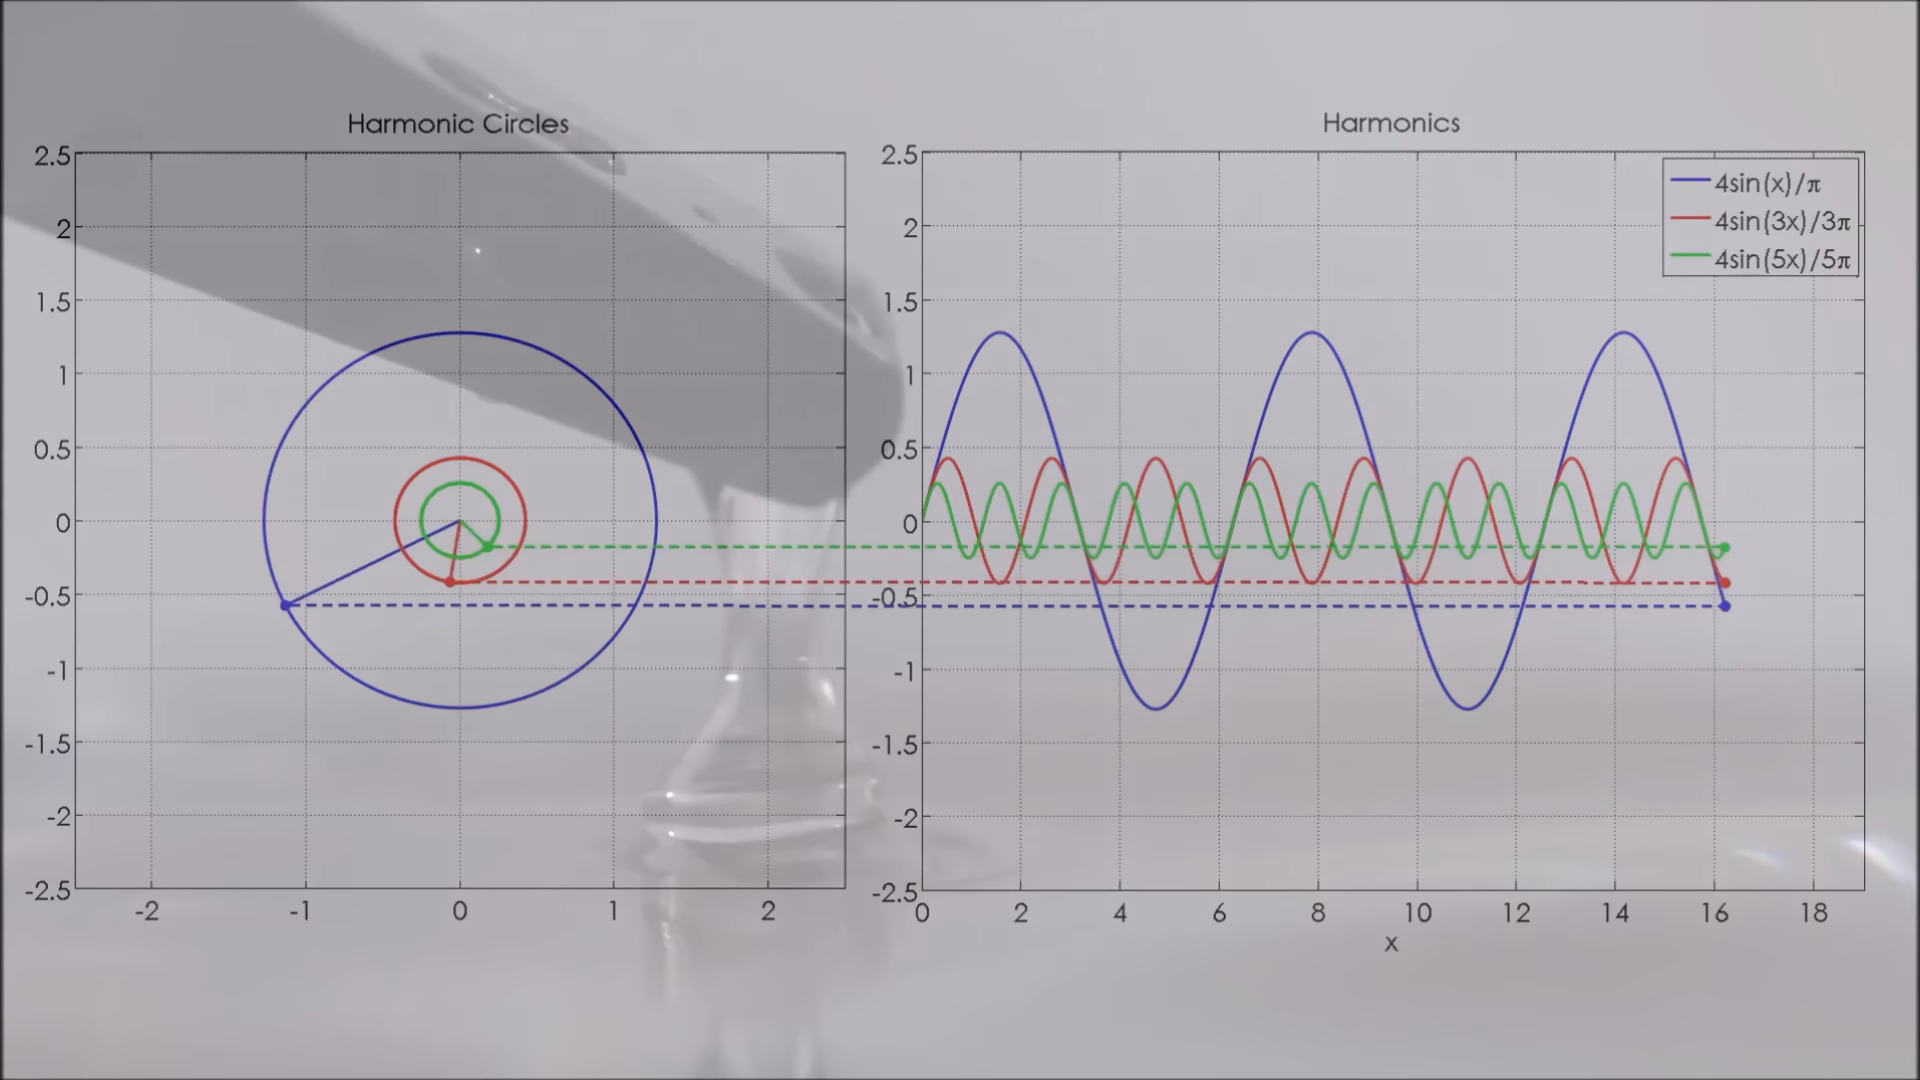 Harmonic Circles
2.5
2
1.5
1
0.5
0
-0.5
-1
-1.5
-2
-2.5
-2 -1 0 1 2
Harmonics
4sin(x)/π
4sin(3x)/3π
4sin(5x)/5π
2.5
2
1.5
1
0.5
0
-0.5
-1
-1.5
-2
-2.5
0 2 4 6 8 10 12 14 16 18
x